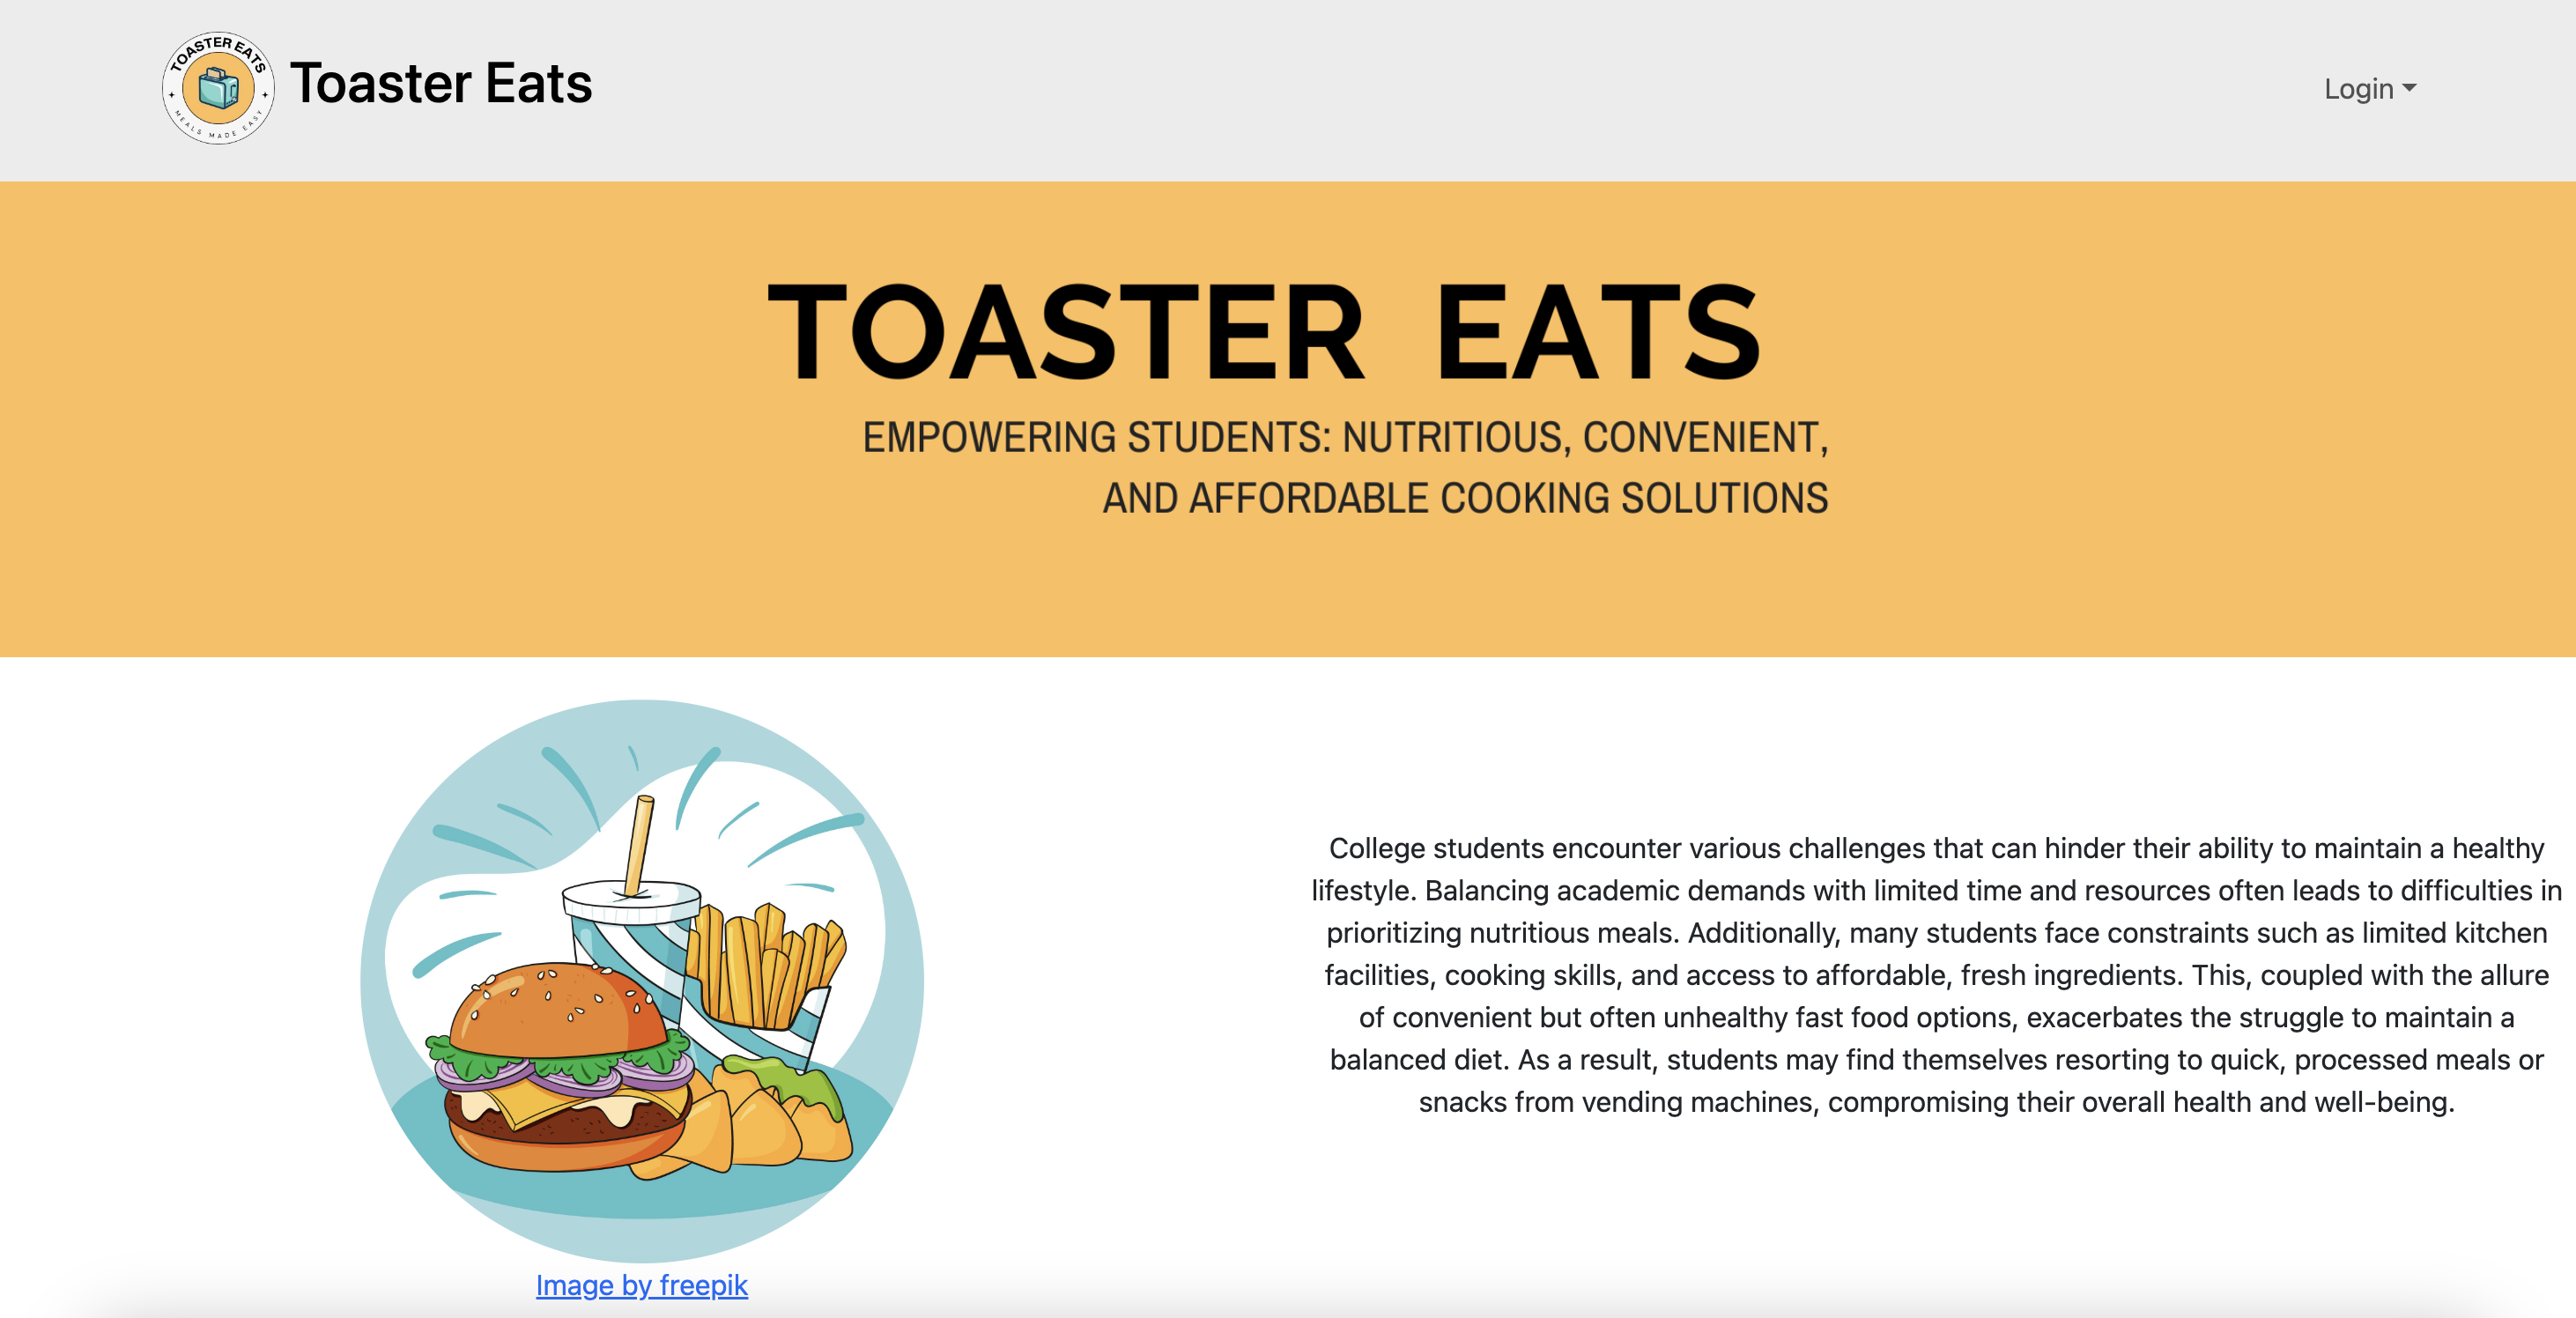 TOASTER EATS
MEALS MADE EASY
Toaster Eats
Login
TOASTER EATS
EMPOWERING STUDENTS: NUTRITIOUS, CONVENIENT,
AND AFFORDABLE COOKING SOLUTIONS
College students encounter various challenges that can hinder their ability to maintain a healthy
lifestyle. Balancing academic demands with limited time and resources often leads to difficulties in
prioritizing nutritious meals. Additionally, many students face constraints such as limited kitchen
facilities, cooking skills, and access to affordable, fresh ingredients. This, coupled with the allure
of convenient but often unhealthy fast food options, exacerbates the struggle to maintain a
balanced diet. As a result, students may find themselves resorting to quick, processed meals or
snacks from vending machines, compromising their overall health and well-being.
Image by freepik